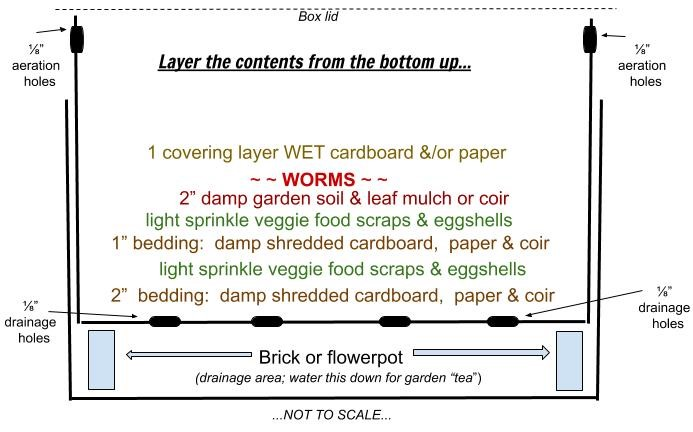 Box lid
⅛”
aeration
holes
⅛”
aeration
holes
Layer the contents from the bottom up...
1 covering layer WET cardboard &/or paper
~ ~ WORMS ~ ~
2” damp garden soil & leaf mulch or coir
light sprinkle veggie food scraps & eggshells
1” bedding: damp shredded cardboard, paper & coir
light sprinkle veggie food scraps & eggshells
2” bedding: damp shredded cardboard, paper & coir
⅛”
drainage
holes
⅛”
drainage
holes
Brick or flowerpot
(drainage area; water this down for garden “tea”)
...NOT TO SCALE...